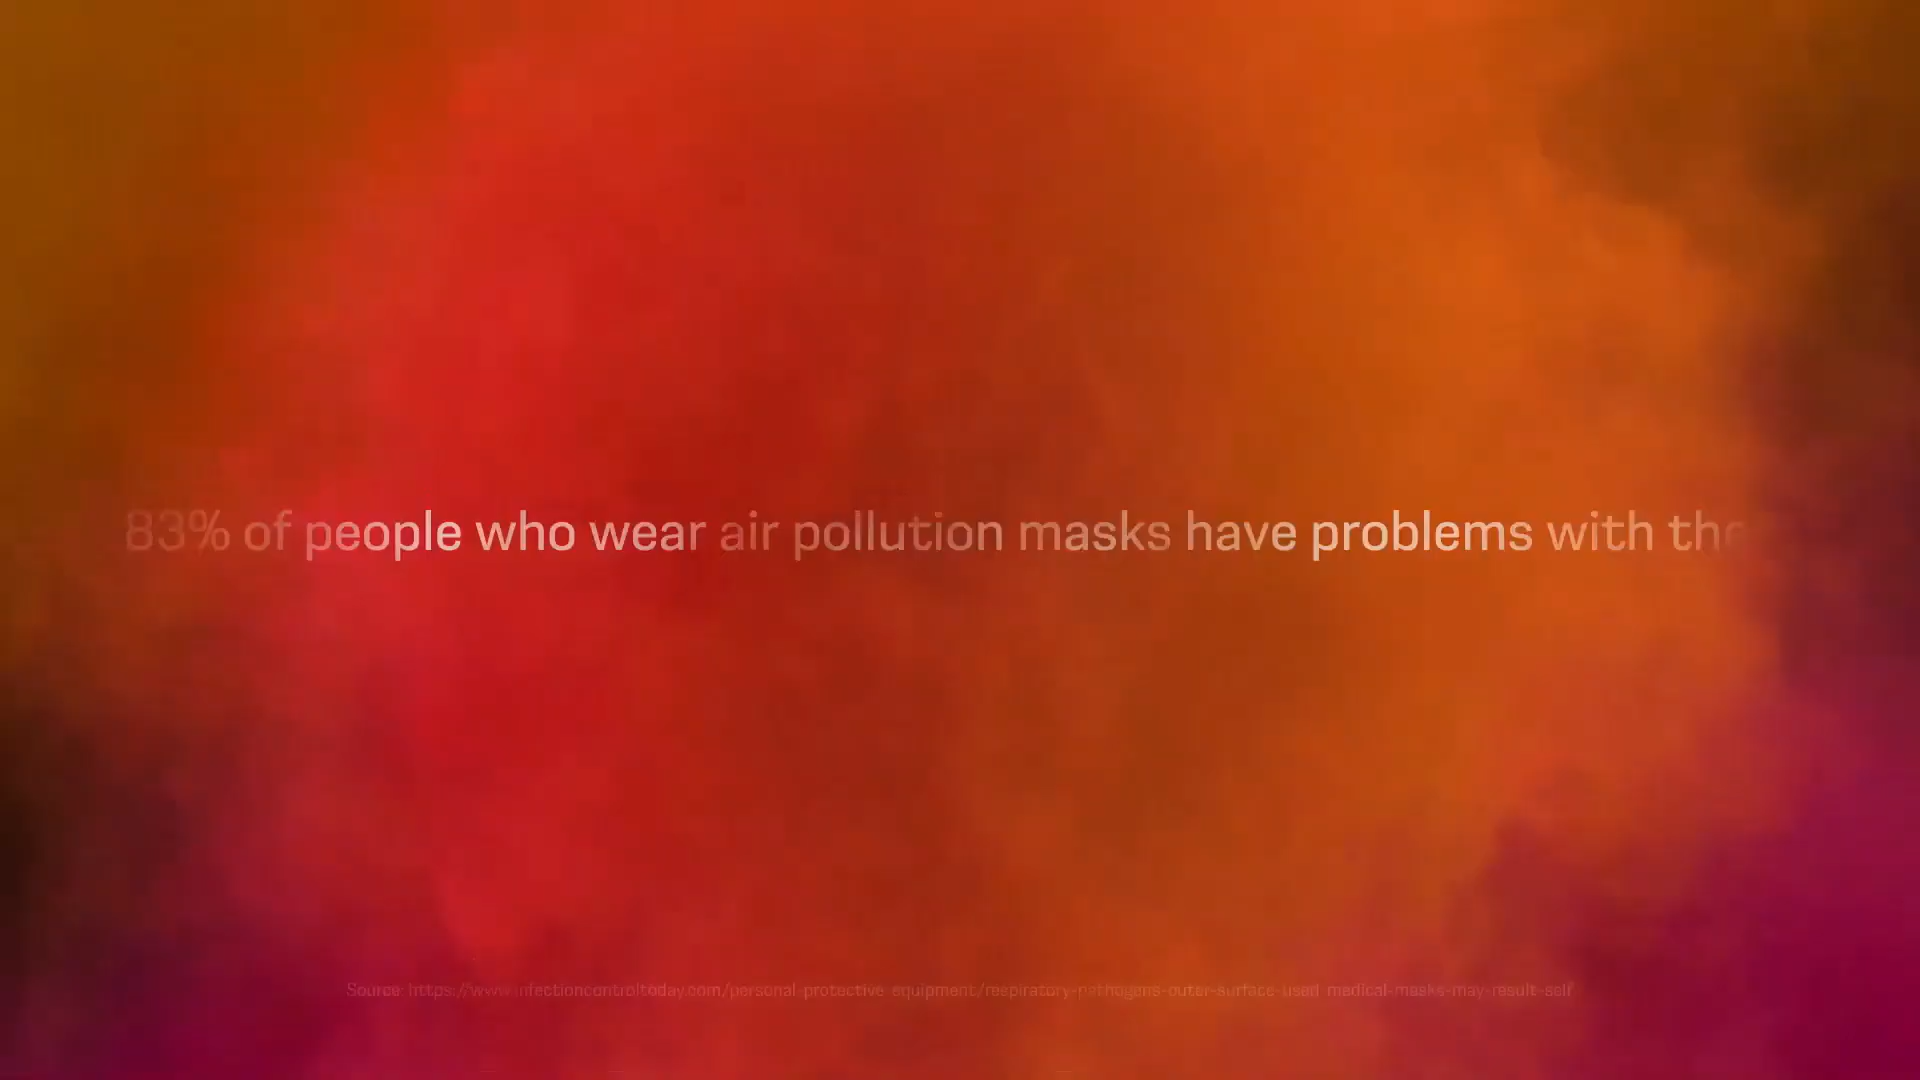 83% of people who wear air pollution masks have problems with the
Source: https://www.infectioncontroltoday.com/personal-protective-equipment/respiratory-pathogens-outer-surface-used-medical-masks-may-result-self